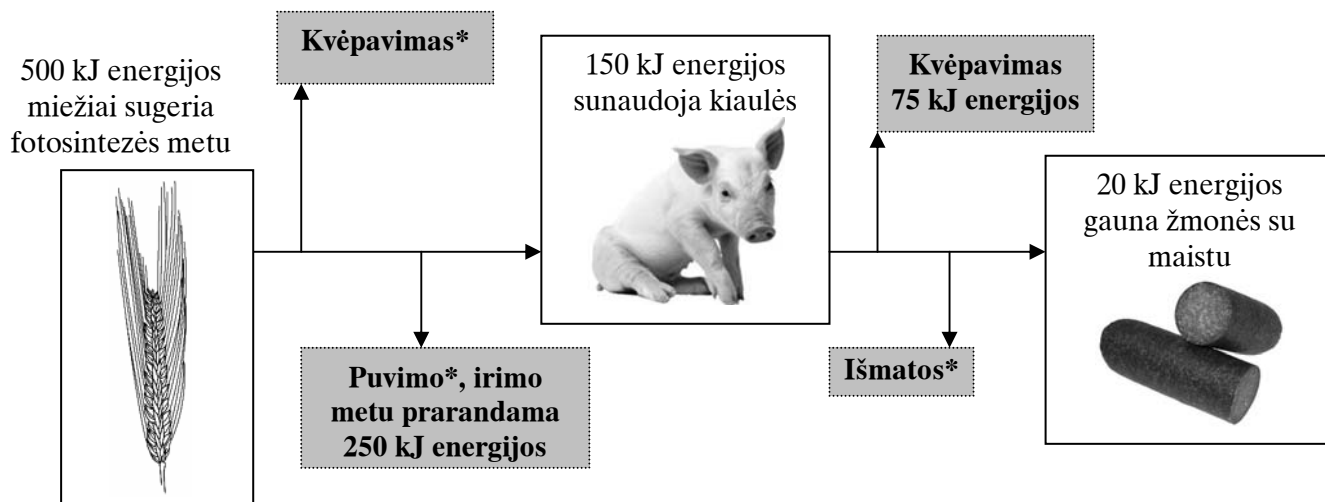 500 kJ energijos
miežiai sugeria
fotosintezės metu
Kvėpavimas*
Puvimo*, irimo
metu prarandama
250 kJ energijos
150 kJ energijos
sunaudoja kiaulės
Kvėpavimas
75 kJ energijos
Išmatos*
20 kJ energijos
gauna žmonės su
maistu